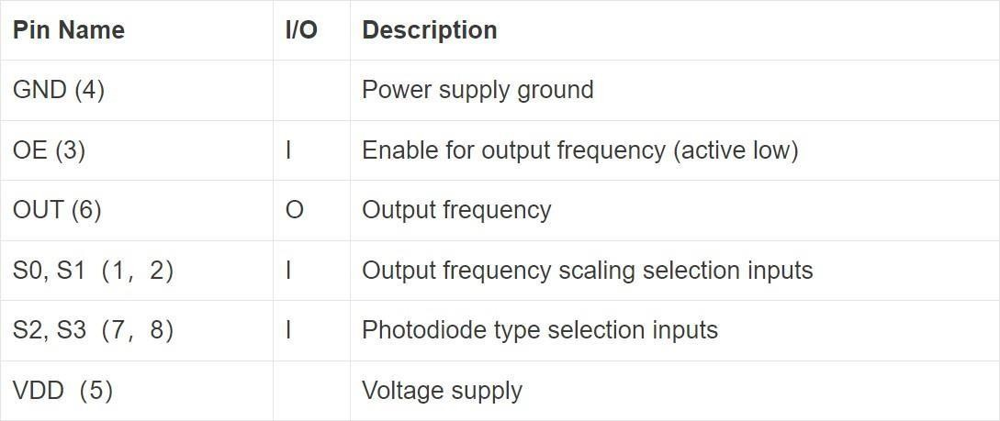 Pin Name I/O Description
GND (4) Power supply ground
OE (3) I Enable for output frequency (active low)
OUT (6) O Output frequency
S0, S1（1，2） I Output frequency scaling selection inputs
S2, S3（7，8） I Photodiode type selection inputs
VDD（5） Voltage supply